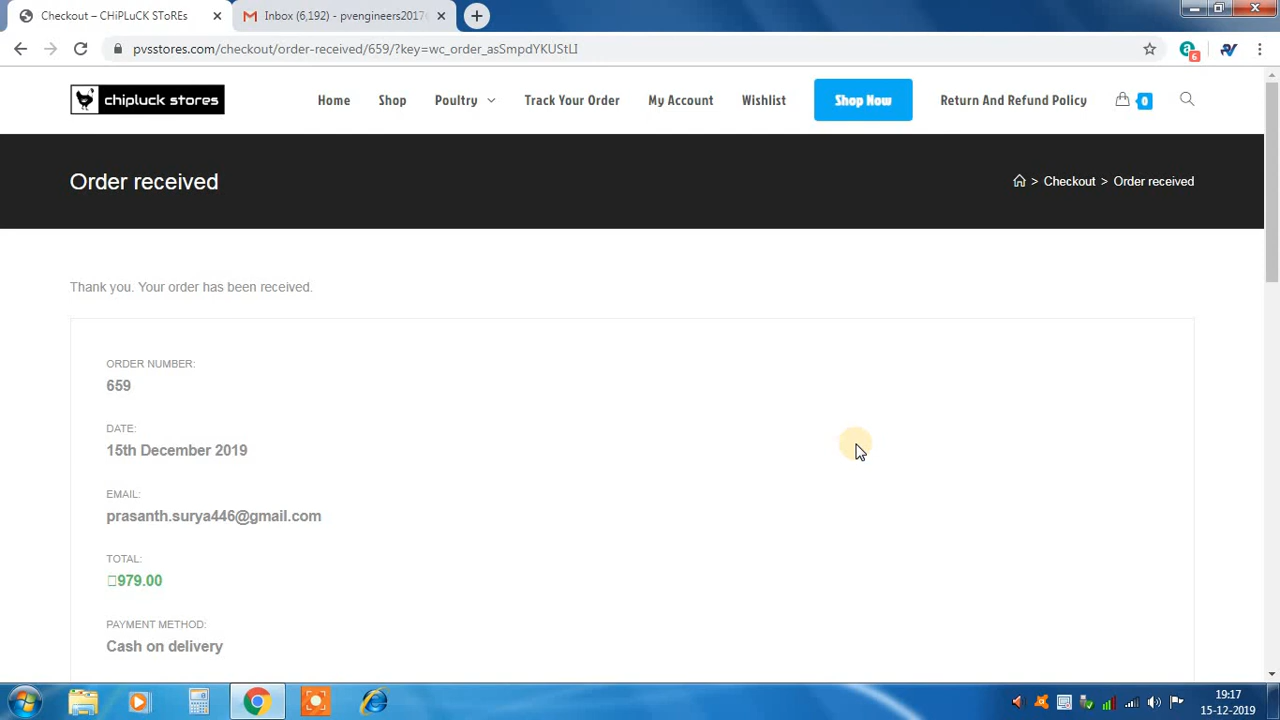 Checkout – CHiPLuCK SToREs
Inbox (6,192) - pvengineers2017
pvsstores.com/checkout/order-received/659/?key=wc_order_asSmpdYKUStLI
6
chipluck stores
Home
Shop
Poultry
Track Your Order
My Account
Wishlist
Shop Now
Return And Refund Policy
0
Order received
> Checkout > Order received
Thank you. Your order has been received.
ORDER NUMBER:
659
DATE:
15th December 2019
EMAIL:
prasanth.surya446@gmail.com
TOTAL:
979.00
PAYMENT METHOD:
Cash on delivery
19:17
15-12-2019